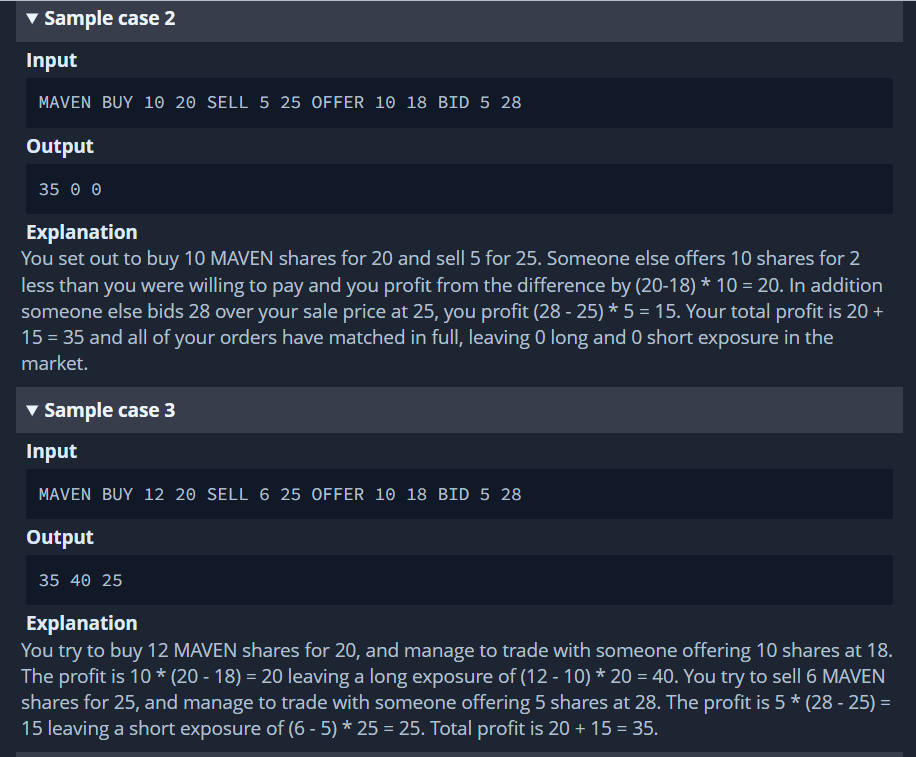 ▼ Sample case 2
Input
MAVEN BUY 10 20 SELL 5 25 OFFER 10 18 BID 5 28
Output
35 0 0
Explanation
You set out to buy 10 MAVEN shares for 20 and sell 5 for 25. Someone else offers 10 shares for 2
less than you were willing to pay and you profit from the difference by (20-18) * 10 = 20. In addition
someone else bids 28 over your sale price at 25, you profit (28 - 25) * 5 = 15. Your total profit is 20 +
15 = 35 and all of your orders have matched in full, leaving 0 long and 0 short exposure in the
market.
▼ Sample case 3
Input
MAVEN BUY 12 20 SELL 6 25 OFFER 10 18 BID 5 28
Output
35 40 25
Explanation
You try to buy 12 MAVEN shares for 20, and manage to trade with someone offering 10 shares at 18.
The profit is 10 * (20 - 18) = 20 leaving a long exposure of (12 - 10) * 20 = 40. You try to sell 6 MAVEN
shares for 25, and manage to trade with someone offering 5 shares at 28. The profit is 5 * (28 - 25) =
15 leaving a short exposure of (6 - 5) * 25 = 25. Total profit is 20 + 15 = 35.